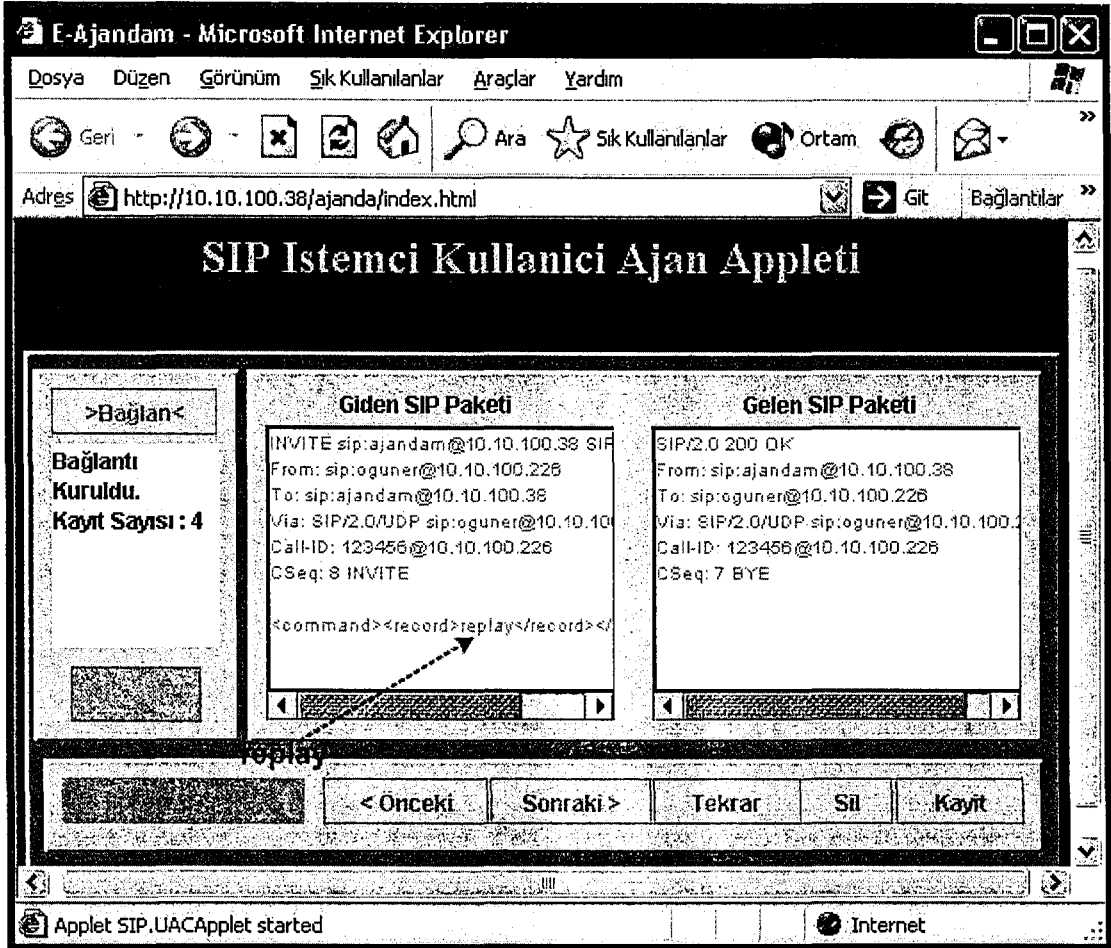 E-Ajandam - Microsoft Internet Explorer
Dosya Düzen Görünüm Sık Kullanılanlar Araçlar Yardım
Geri Ara Sık Kullanılanlar Ortam »
Adres http://10.10.100.38/ajanda/index.html Git Bağlantılar »
SIP Istemci Kullanici Ajan Appleti
>Bağlan<
Bağlantı
Kuruldu.
Kayıt Sayısı : 4
Giden SIP Paketi
INVITE sip:ajandam@10.10.100.38 SIP
From: sip:oguner@10.10.100.226
To: sip:ajandam@10.10.100.38
Via: SIP/2.0/UDP sip:oguner@10.10.100
Call-ID: 123456@10.10.100.226
CSeq: 8 INVITE
<command><record>replay</record></
Gelen SIP Paketi
SIP/2.0 200 OK
From: sip:ajandam@10.10.100.38
To: sip:oguner@10.10.100.226
Via: SIP/2.0/UDP sip:oguner@10.10.100.2
Call-ID: 123456@10.10.100.226
CSeq: 7 BYE
replay
< Önceki Sonraki > Tekrar Sil Kayıt
Applet SIP.UACApplet started Internet